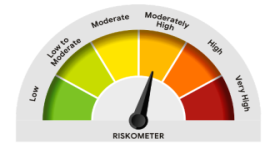 Low
Low to
Moderate
Moderate
Moderately
High
High
Very High
RISKOMETER